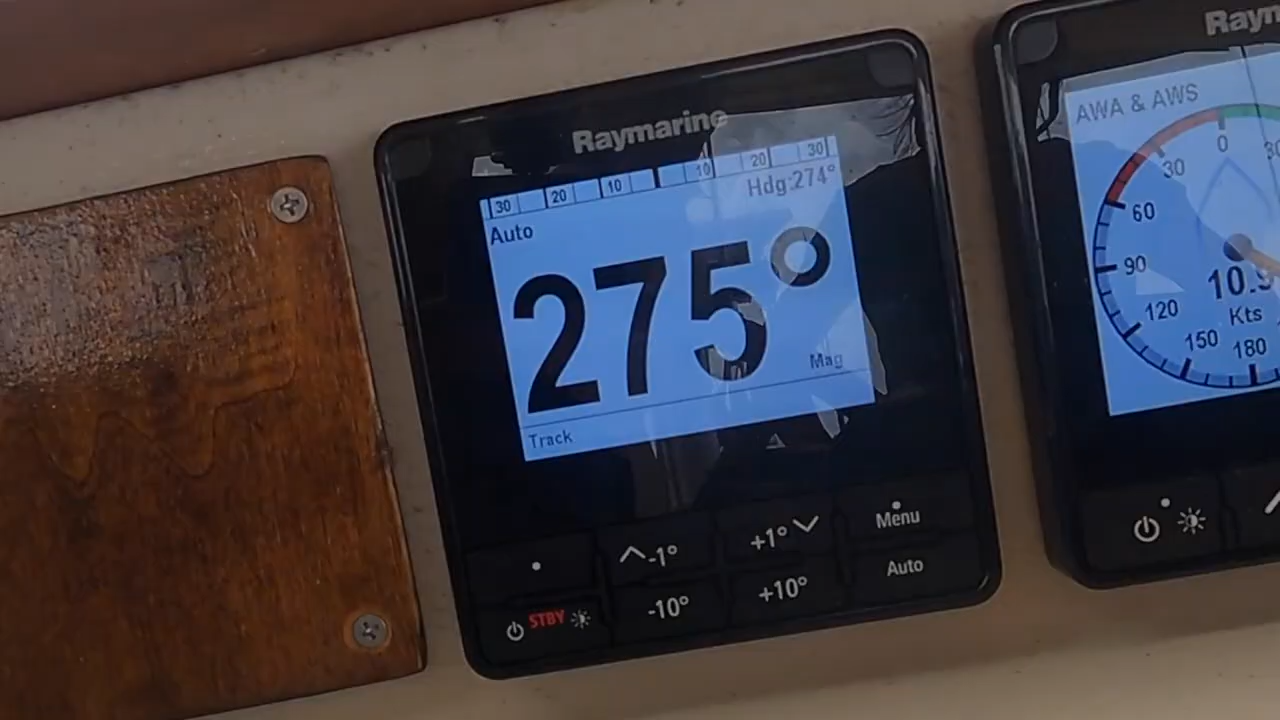 Raymarine
30 20 10 10 20 30
Hdg:274°
Auto
275°
Mag
Track
-1° +1° Menu
STBY -10° +10° Auto
AWA & AWS
0
30
60
90
120
150
180
Kts